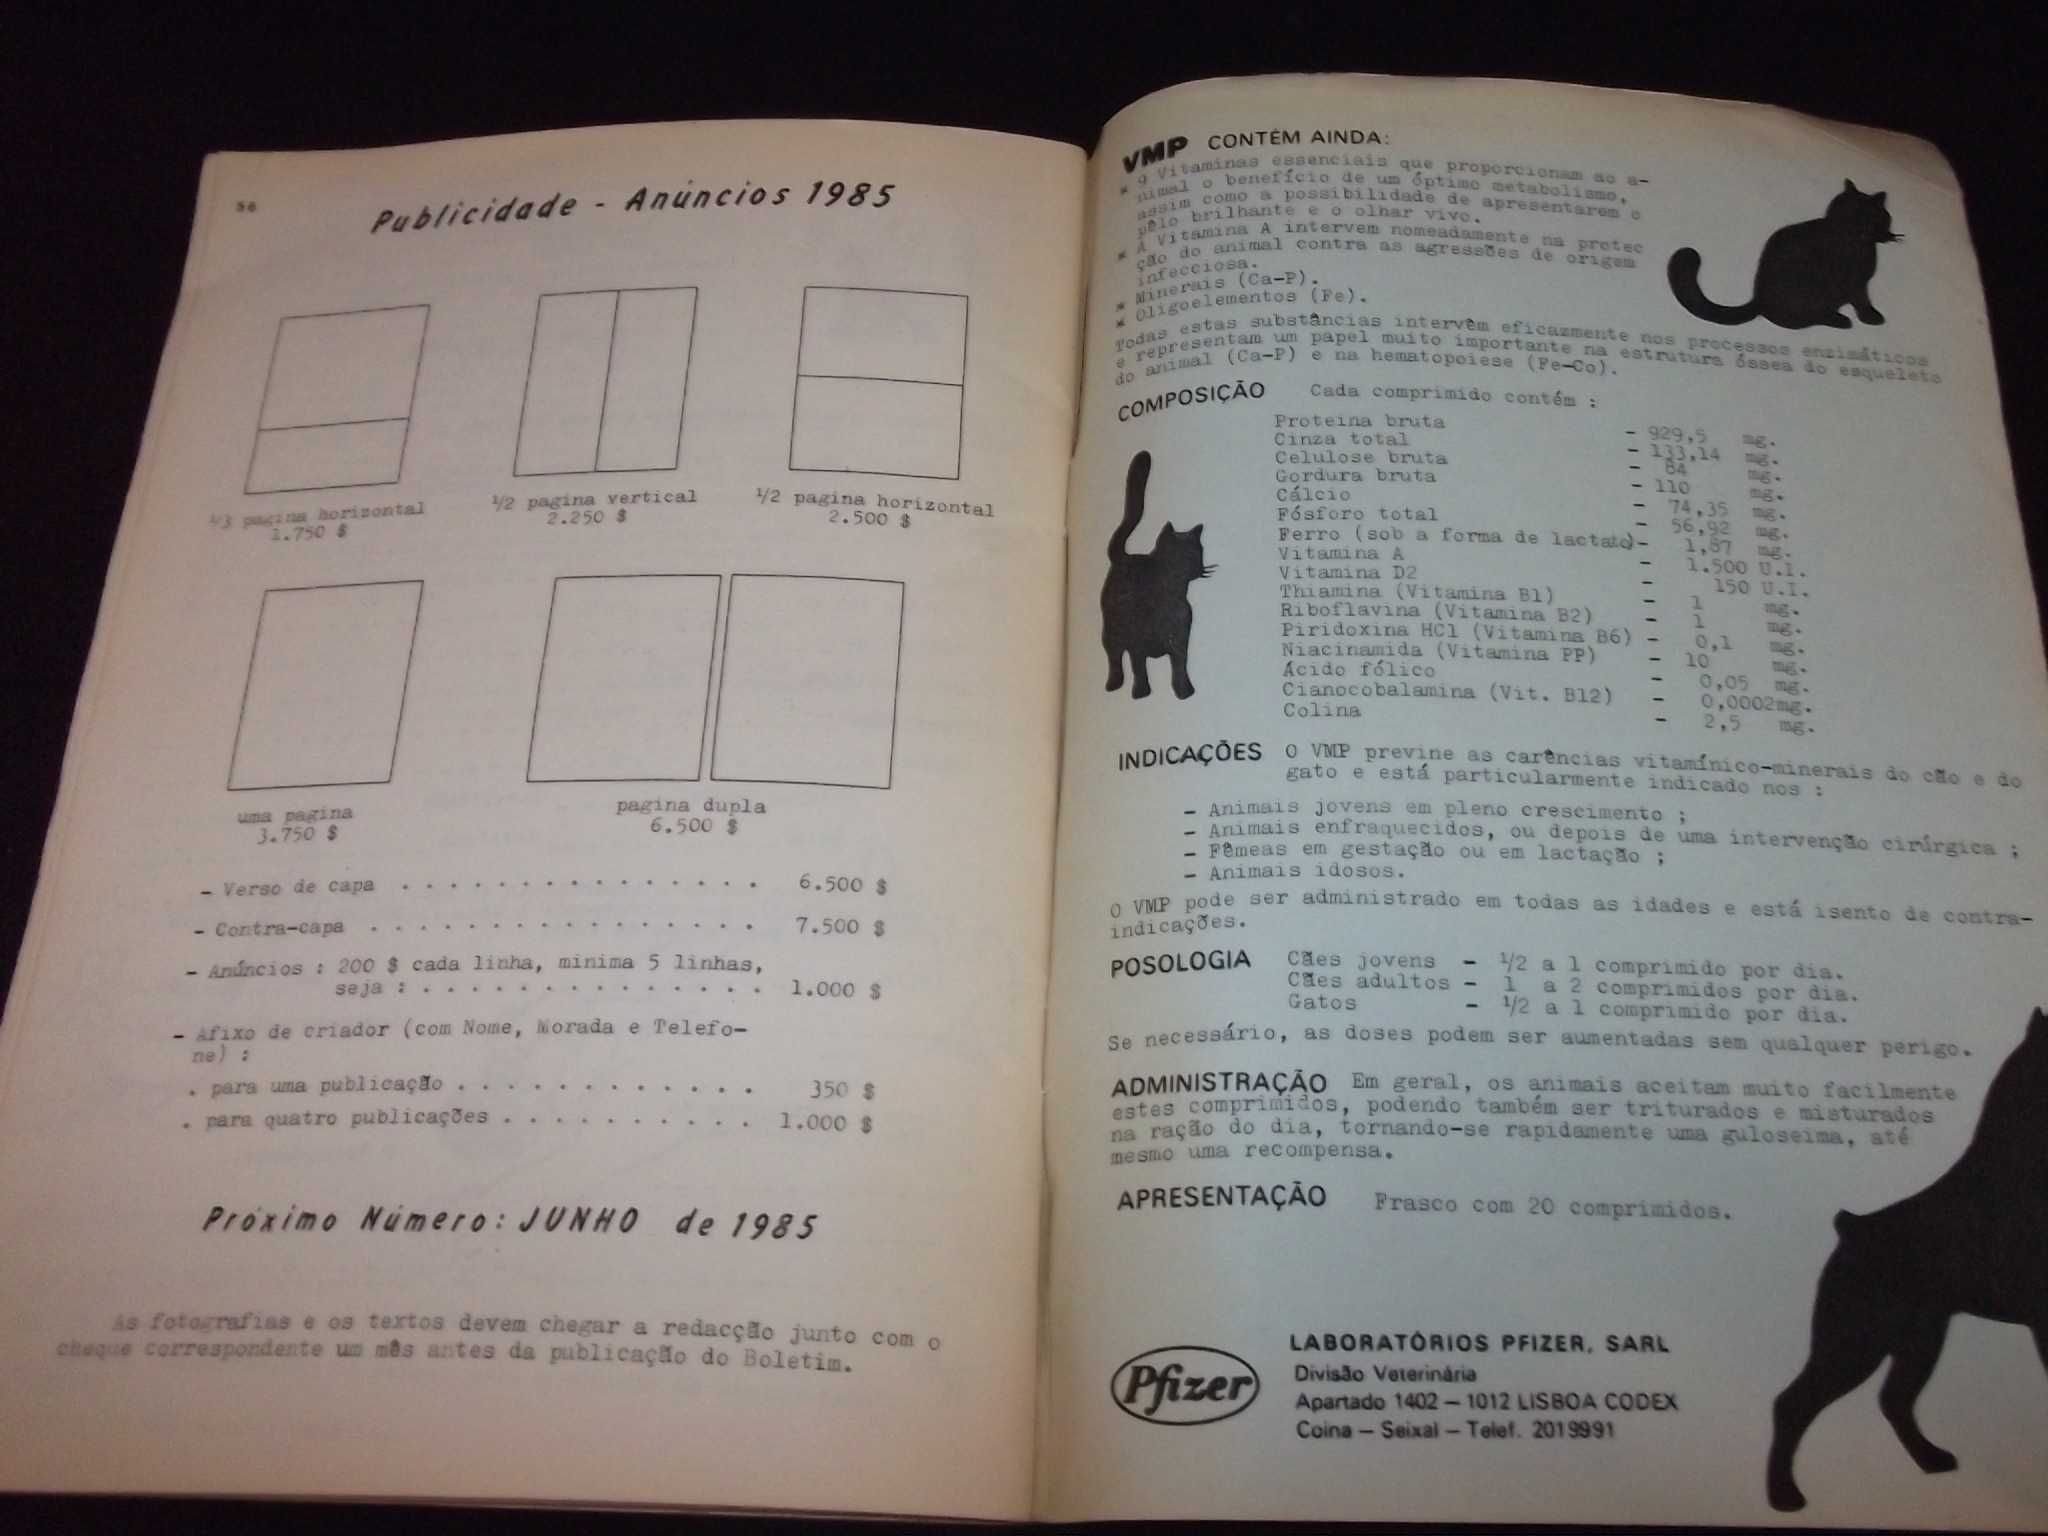 56
Publicidade - Anúncios 1985
1/3 pagina horizontal
1.750 $
1/2 pagina vertical
2.250 $
1/2 pagina horizontal
2.500 $
uma pagina
3.750 $
pagina dupla
6.500 $
- Verso de capa . . . . . . . . . . . . . . . 6.500 $
- Contra-capa . . . . . . . . . . . . . . . . 7.500 $
- Anúncios : 200 $ cada linha, minima 5 linhas,
seja : . . . . . . . . . . . . . . 1.000 $
- Afixo de criador (com Nome, Morada e Telefo-
ne) :
. para uma publicação . . . . . . . . . . . . 350 $
. para quatro publicações . . . . . . . . . . 1.000 $
Próximo Número: JUNHO de 1985
As fotografias e os textos devem chegar a redacção junto com o
cheque correspondente um mês antes da publicação do Boletim.
VMP CONTÉM AINDA:
* 9 Vitaminas essenciais que proporcionam ao a-
nimal o benefício de um óptimo metabolismo,
assim como a possibilidade de apresentarem o
pêlo brilhante e o olhar vivo.
* A Vitamina A intervem nomeadamente na protec
ção do animal contra as agressões de origem
infecciosa.
* Minerais (Ca-P).
* Oligoelementos (Fe).
Todas estas substâncias intervêm eficazmente nos processos enzimáticos
e representam um papel muito importante na estrutura óssea do esqueleto
do animal (Ca-P) e na hematopoiese (Fe-Co).
COMPOSIÇÃO Cada comprimido contém :
Proteina bruta - 929,5 mg.
Cinza total - 133,14 mg.
Celulose bruta - 84 mg.
Gordura bruta - 110 mg.
Cálcio - 74,35 mg.
Fósforo total - 56,92 mg.
Ferro (sob a forma de lactato)- 1,87 mg.
Vitamina A - 1.500 U.I.
Vitamina D2 - 150 U.I.
Thiamina (Vitamina B1) - 1 mg.
Riboflavina (Vitamina B2) - 1 mg.
Piridoxina HCl (Vitamina B6) - 0,1 mg.
Niacinamida (Vitamina PP) - 10 mg.
Ácido fólico - 0,05 mg.
Cianocobalamina (Vit. B12) - 0,0002mg.
Colina - 2,5 mg.
INDICAÇÕES O VMP previne as carências vitamínico-minerais do cão e do
gato e está particularmente indicado nos :
- Animais jovens em pleno crescimento ;
- Animais enfraquecidos, ou depois de uma intervenção cirúrgica ;
- Fêmeas em gestação ou em lactação ;
- Animais idosos.
O VMP pode ser administrado em todas as idades e está isento de contra-
indicações.
POSOLOGIA Cães jovens - 1/2 a 1 comprimido por dia.
Cães adultos - 1 a 2 comprimidos por dia.
Gatos - 1/2 a 1 comprimido por dia.
Se necessário, as doses podem ser aumentadas sem qualquer perigo.
ADMINISTRAÇÃO Em geral, os animais aceitam muito facilmente
estes comprimidos, podendo também ser triturados e misturados
na ração do dia, tornando-se rapidamente uma guloseima, até
mesmo uma recompensa.
APRESENTAÇÃO Frasco com 20 comprimidos.
Pfizer
LABORATÓRIOS PFIZER, SARL
Divisão Veterinária
Apartado 1402 – 1012 LISBOA CODEX
Coina – Seixal – Telef. 2019991